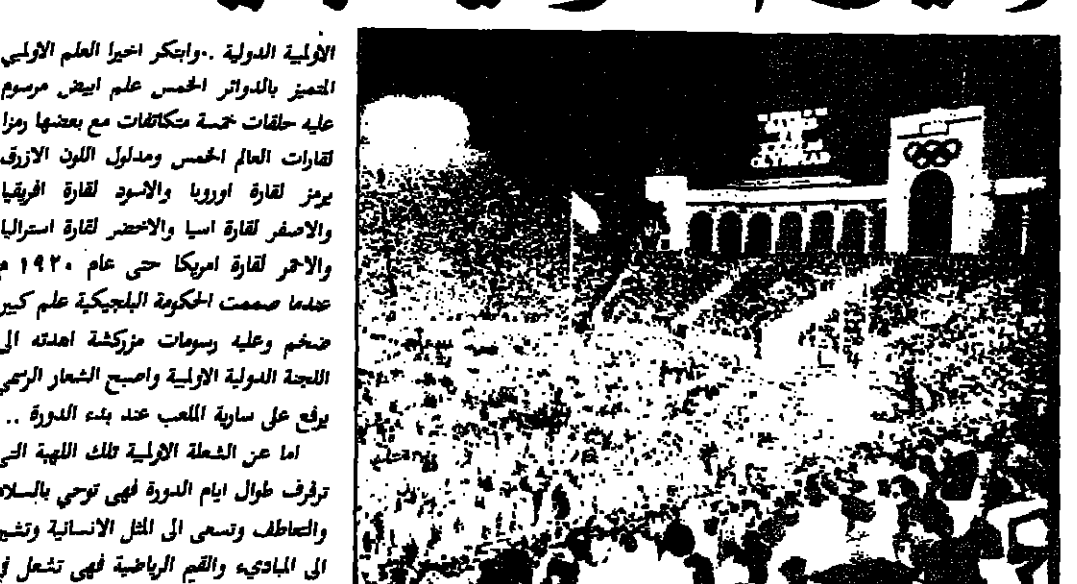 الاولمبية الدولية ..وابتكر اخيرا العلم الاولمبي
المتميز بالدوائر الخمس علم ابيض مرسوم
عليه حلقات خمسة متكاتفات مع بعضها رمزا
لقارات العالم الخمس ومدلول اللون الازرق
يرمز لقارة اوروبا والاسود لقارة افريقيا
والاصفر لقارة اسيا والاخضر لقارة استراليا
والاحمر لقارة امريكا حتى عام ١٩٢٠ م
عندما صممت الحكومة البلجيكية علم كبير
ضخم وعليه رسومات مزركشة اهدته الى
اللجنة الدولية الاولمبية واصبح الشعار الرسمي
يرفع على سارية الملعب عند بدء الدورة ..
اما عن الشعلة الاولمبية تلك اللهبة التي
ترفرف طوال ايام الدورة فهي توحي بالسلام
والتعاطف وتسعى الى المثل الانسانية وتشير
الى المبادىء والقيم الرياضية فهي تشعل في